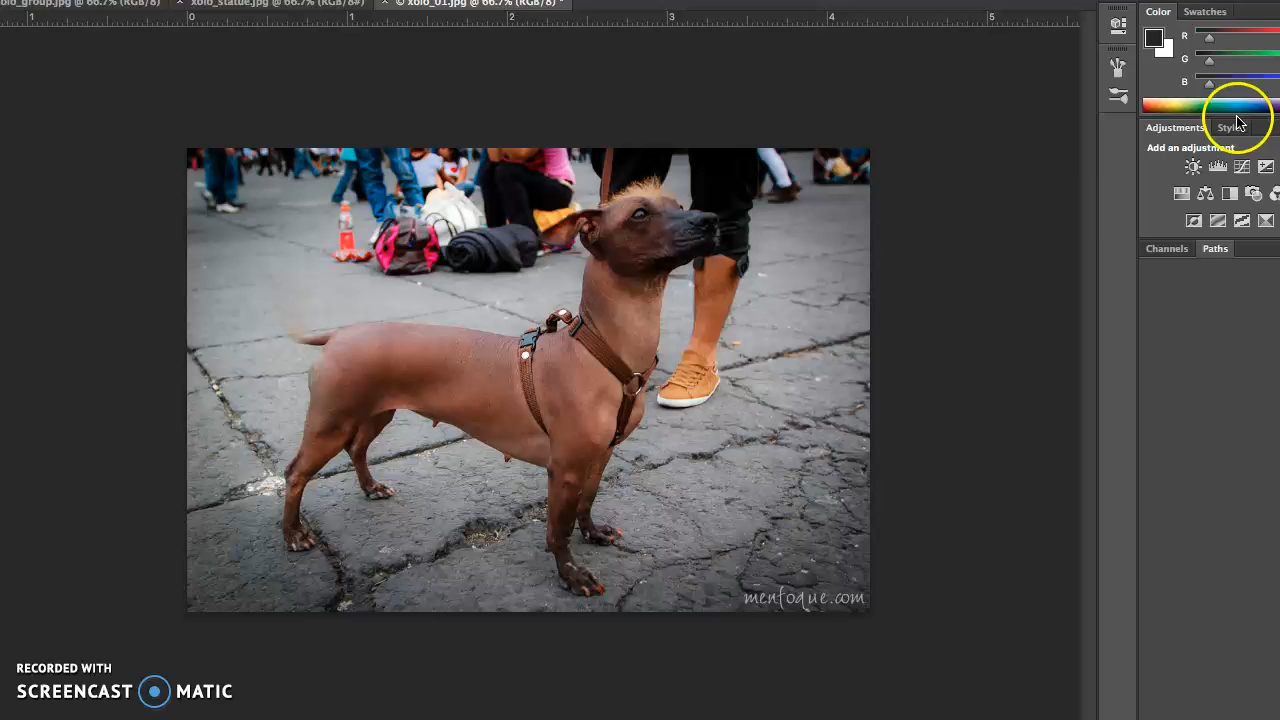 olo_group.jpg @ 66.7% (RGB/8) × xolo_statue.jpg @ 66.7% (RGB/8#) × © xolo_01.jpg @ 66.7% (RGB/8) *
1 0 1 2 3 4 5
Color Swatches
R
G
B
Adjustments Styl
Add an adjustment
Channels Paths
menfoque.com
RECORDED WITH
SCREENCAST MATIC